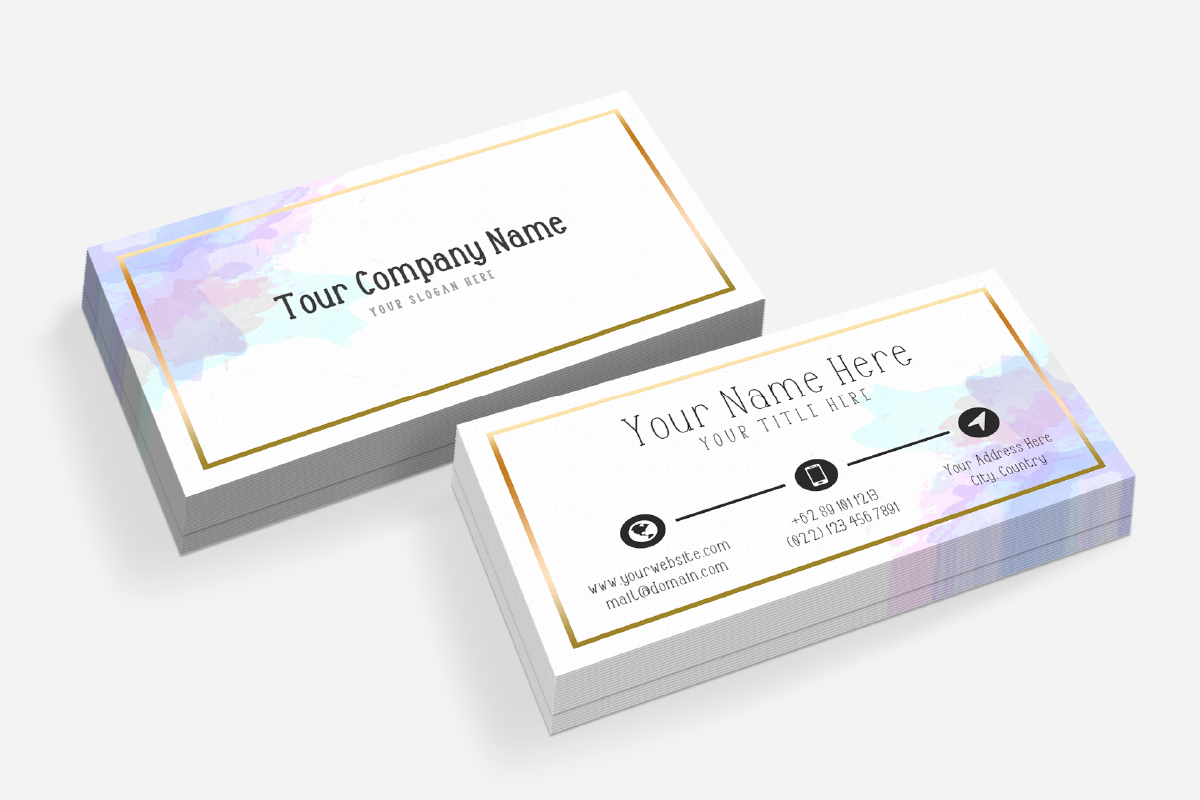 Tour Company Name
YOUR SLOGAN HERE
Your Name Here
YOUR TITLE HERE
www.yourwebsite.com
mail@domain.com
+62 89 101 1213
(022) 123 456 7891
Your Address Here
City, Country